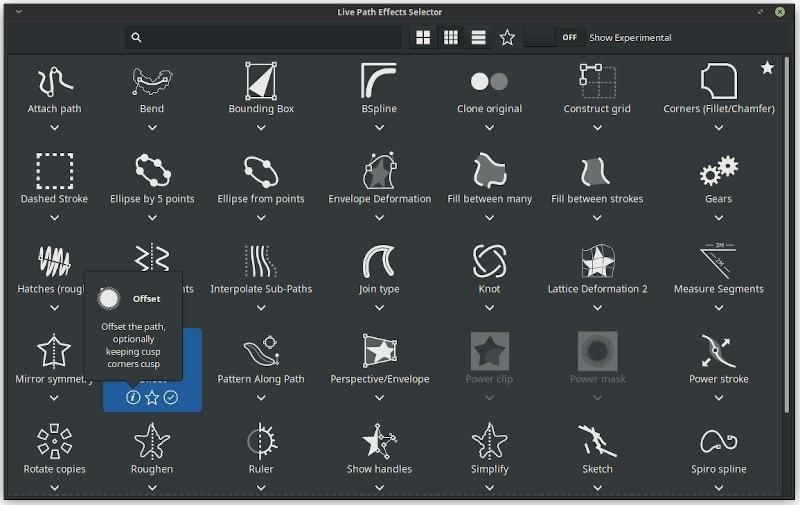 Live Path Effects Selector
OFF Show Experimental
Attach path Bend Bounding Box BSpline Clone original Construct grid Corners (Fillet/Chamfer)
Dashed Stroke Ellipse by 5 points Ellipse from points Envelope Deformation Fill between many Fill between strokes Gears
3M
2M
Hatches (rough Interpolate Sub-Paths Join type Knot Lattice Deformation 2 Measure Segments
Offset
Offset the path,
optionally
keeping cusp
corners cusp
Mirror symmetry Pattern Along Path Perspective/Envelope Power clip Power mask Power stroke
Rotate copies Roughen Ruler Show handles Simplify Sketch Spiro spline